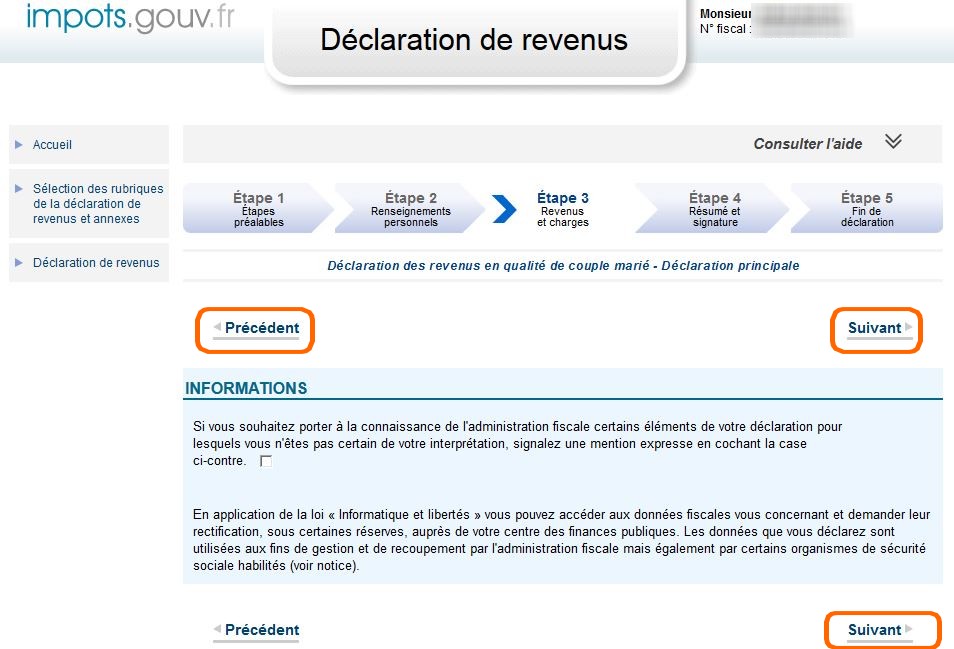 impots.gouv.fr
Déclaration de revenus
Monsieur
N° fiscal :
Accueil
Sélection des rubriques
de la déclaration de
revenus et annexes
Déclaration de revenus
Consulter l'aide
Étape 1
Étapes
préalables
Étape 2
Renseignements
personnels
Étape 3
Revenus
et charges
Étape 4
Résumé et
signature
Étape 5
Fin de
déclaration
Déclaration des revenus en qualité de couple marié - Déclaration principale
Précédent
Suivant
INFORMATIONS
Si vous souhaitez porter à la connaissance de l'administration fiscale certains éléments de votre déclaration pour
lesquels vous n'êtes pas certain de votre interprétation, signalez une mention expresse en cochant la case
ci-contre.
En application de la loi « Informatique et libertés » vous pouvez accéder aux données fiscales vous concernant et demander leur
rectification, sous certaines réserves, auprès de votre centre des finances publiques. Les données que vous déclarez sont
utilisées aux fins de gestion et de recoupement par l'administration fiscale mais également par certains organismes de sécurité
sociale habilités (voir notice).
Précédent
Suivant